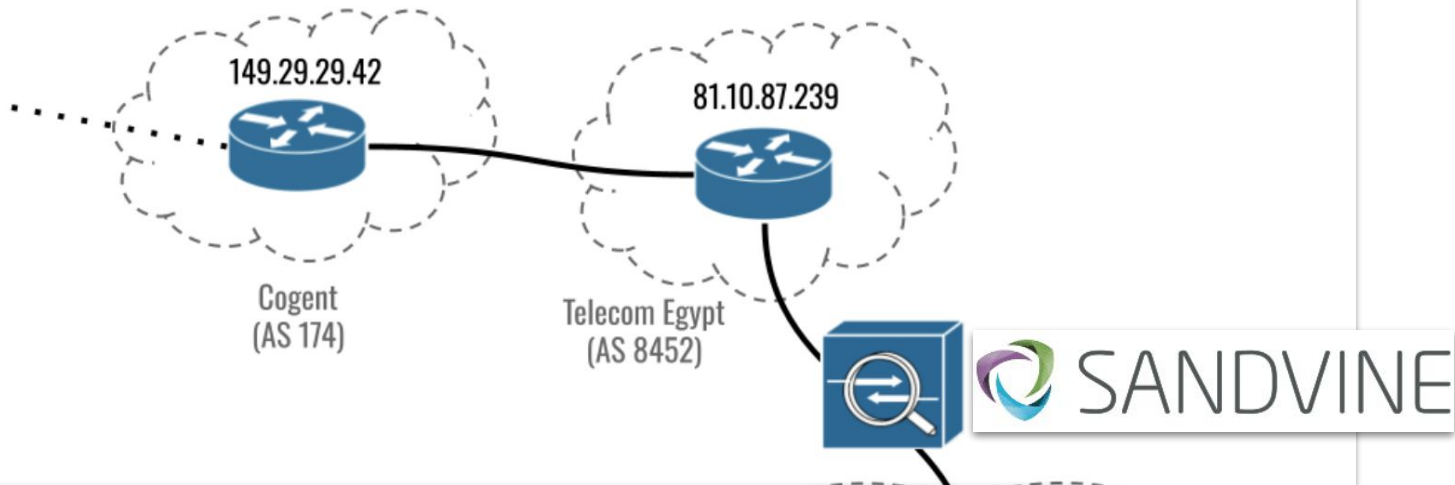 149.29.29.42
81.10.87.239
Cogent
(AS 174)
Telecom Egypt
(AS 8452)
SANDVINE